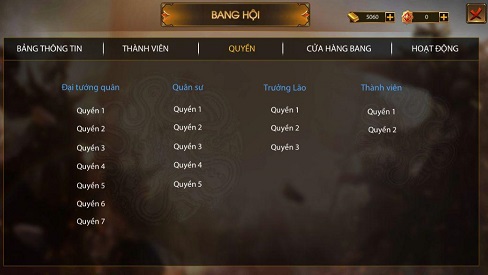 BANG HỘI
5060
0
BẢNG THÔNG TIN
THÀNH VIÊN
QUYỀN
CỬA HÀNG BANG
HOẠT ĐỘNG
Đại tướng quân
Quân sư
Trưởng Lão
Thành viên
Quyền 1
Quyền 1
Quyền 1
Quyền 1
Quyền 2
Quyền 2
Quyền 2
Quyền 2
Quyền 3
Quyền 3
Quyền 3
Quyền 4
Quyền 4
Quyền 5
Quyền 5
Quyền 6
Quyền 7